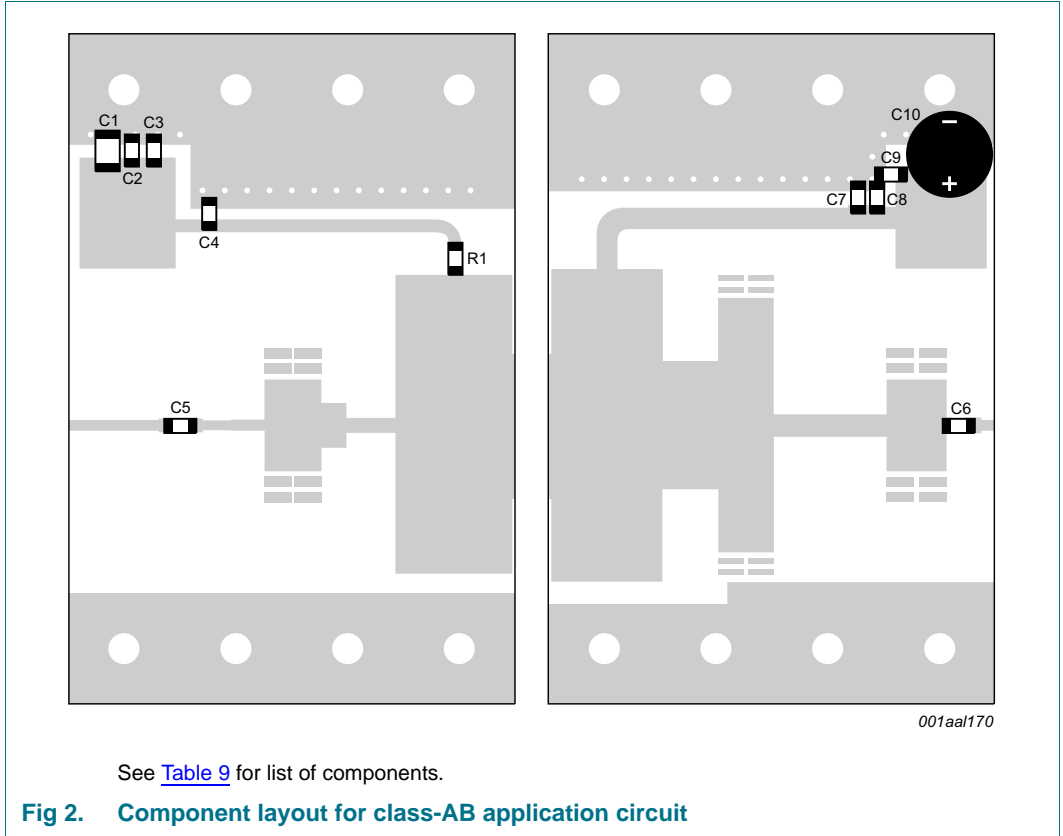 C1
C3
C2
C4
R1
C5
C10
−
C9
C7
C8
+
C6
001aal170
See Table 9 for list of components.
Fig 2. Component layout for class-AB application circuit